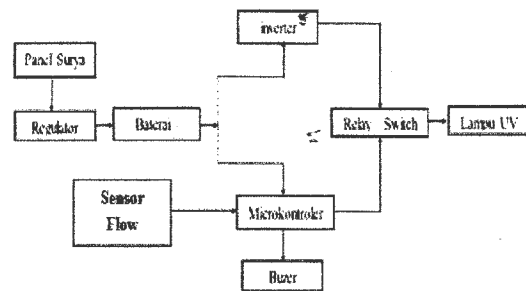 inverter
Panel Surya
Regulator
Baterai
Relay Switch
Lampu UV
Sensor
Flow
Microkontroler
Buzer